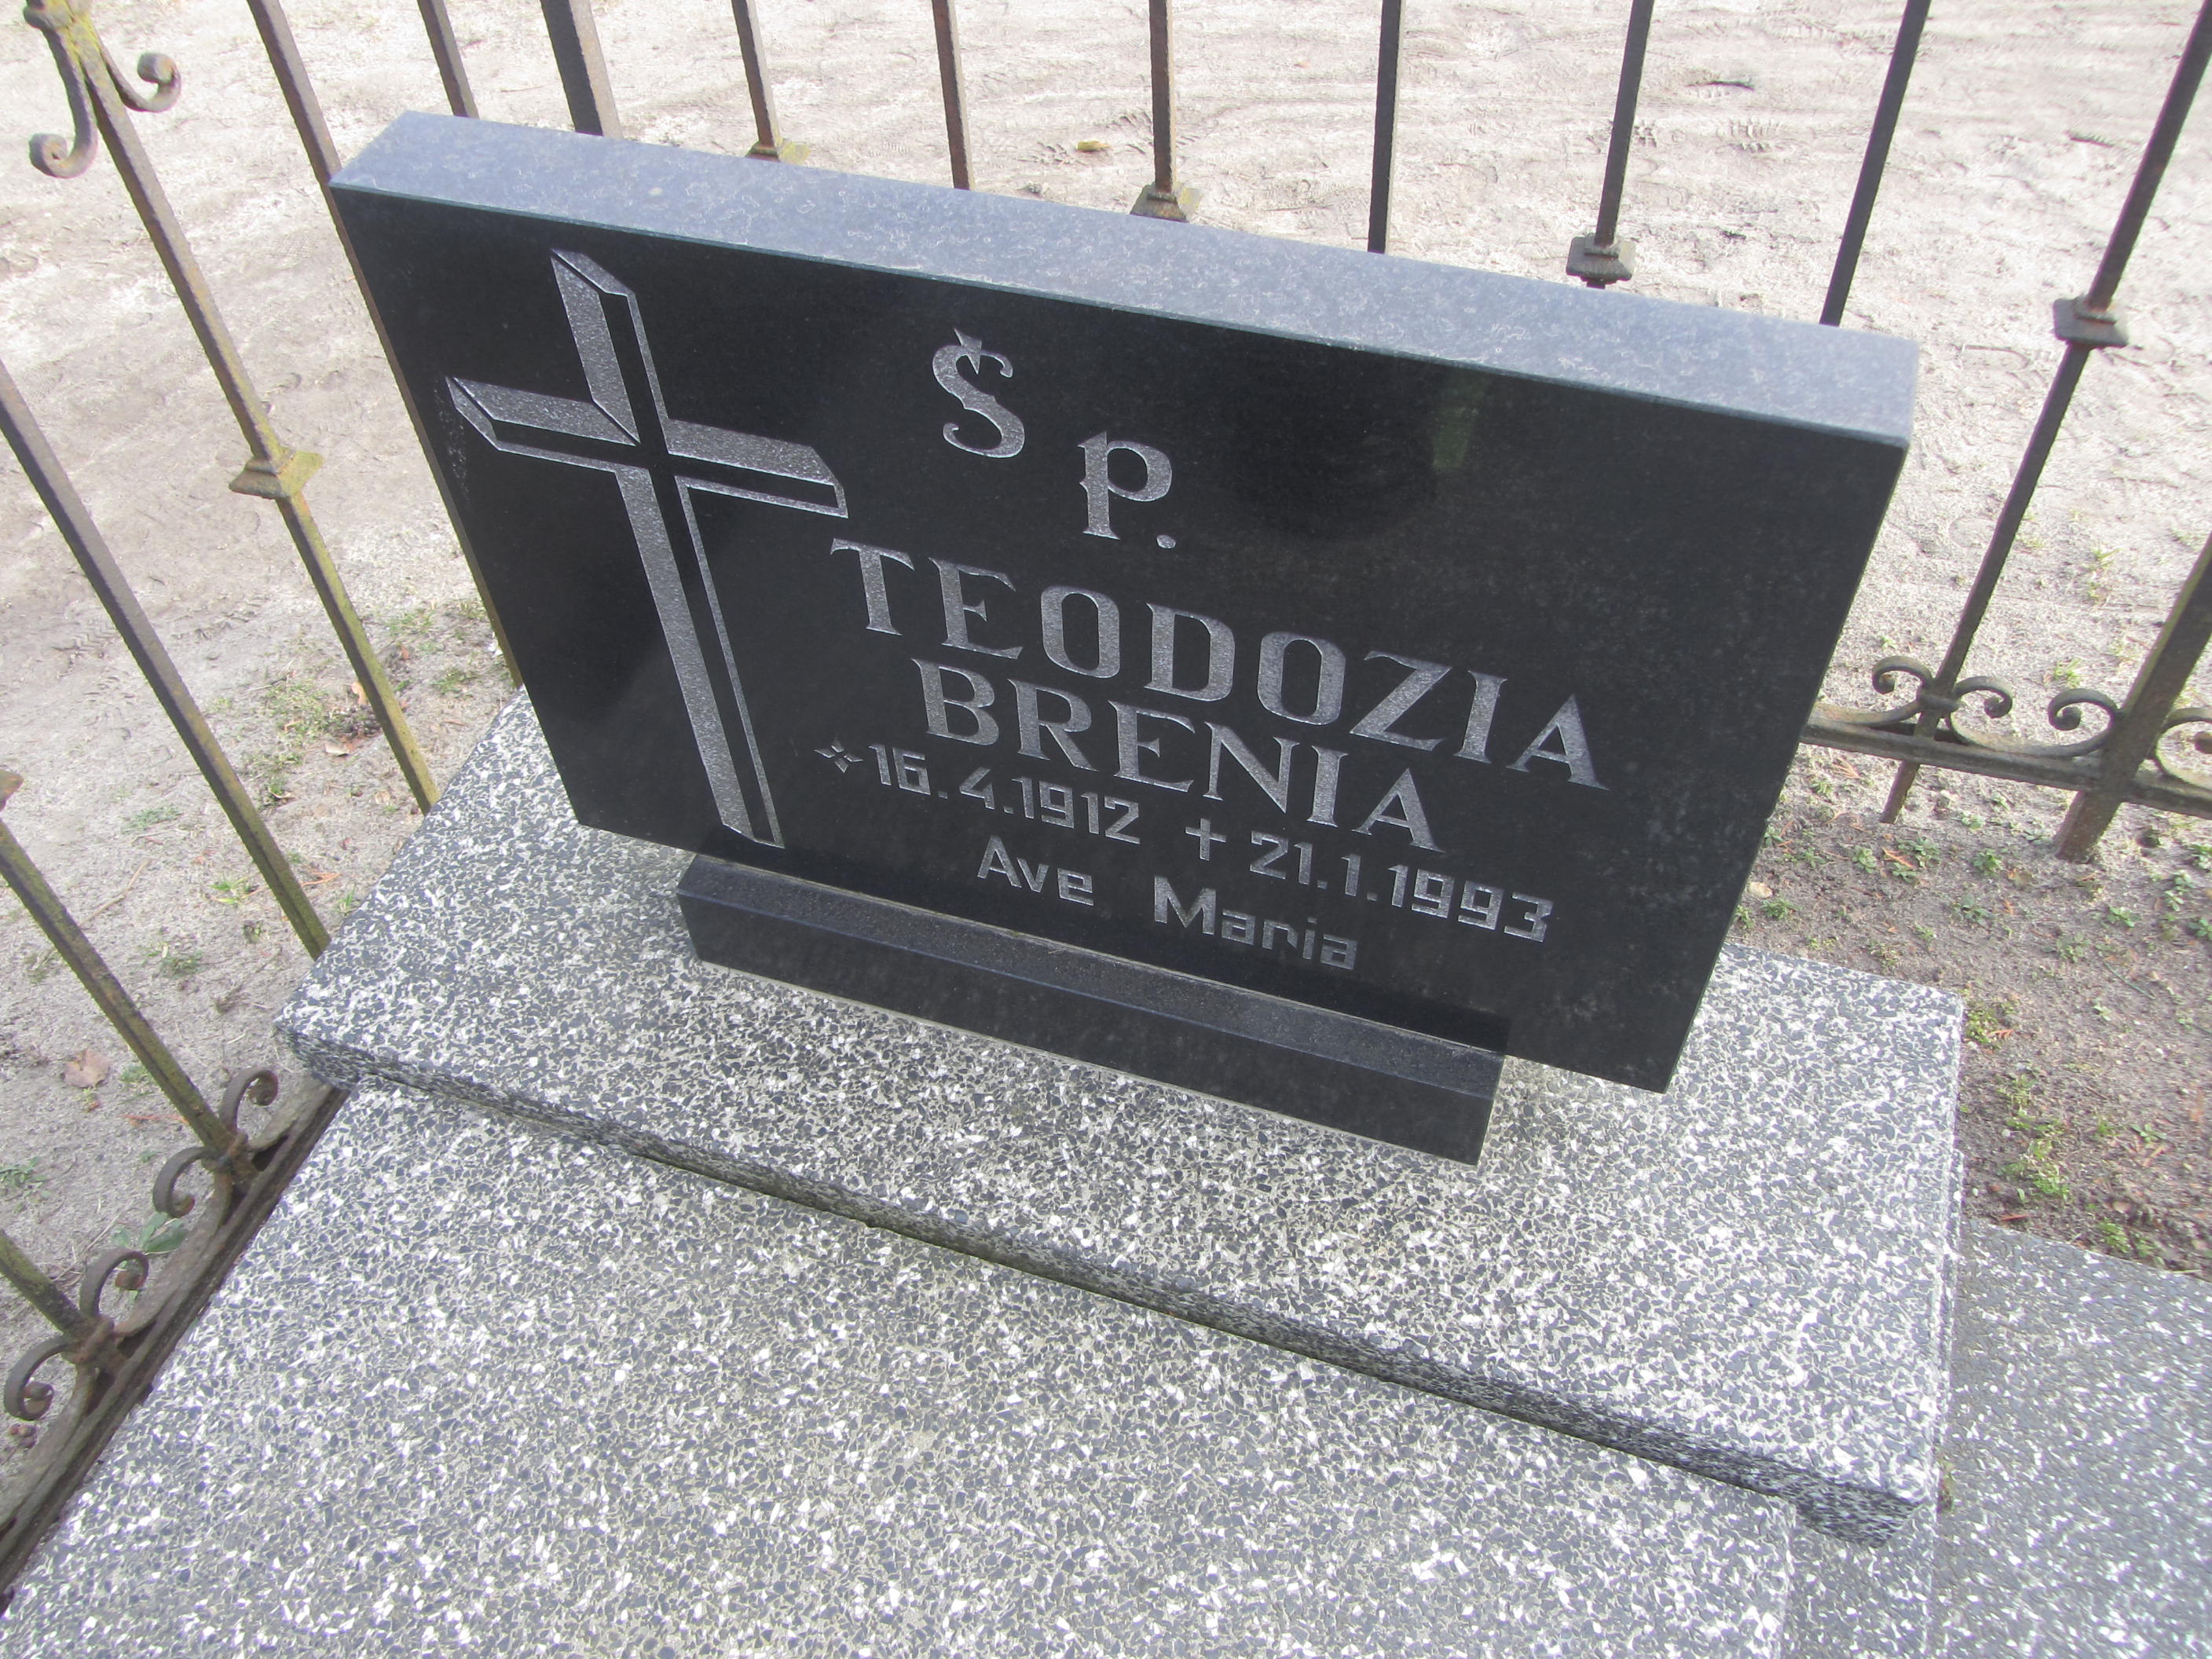 Ś P.
TEODOZIA
BRENIA
* 16.4.1912 † 21.1.1993
Ave Maria